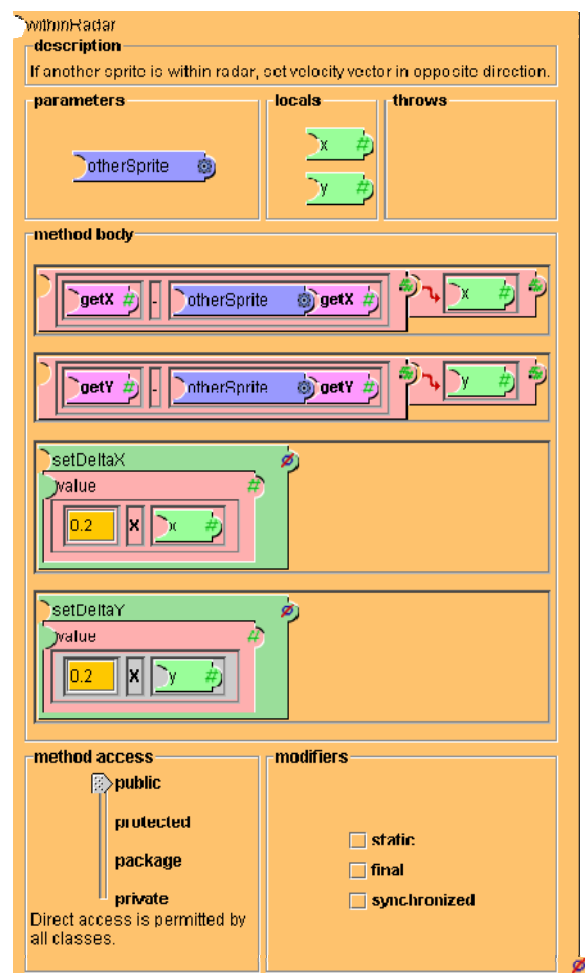 withinRadar
description
If another sprite is within radar, set velocity vector in opposite direction.
parameters
locals
throws
otherSprite
x #
y #
method body
getX # - otherSprite getX # x #
getY # - otherSprite getY # y #
setDeltaX
value #
0.2 X x #
setDeltaY
value #
0.2 X y #
method access
modifiers
public
protected
package
private
static
final
synchronized
Direct access is permitted by
all classes.